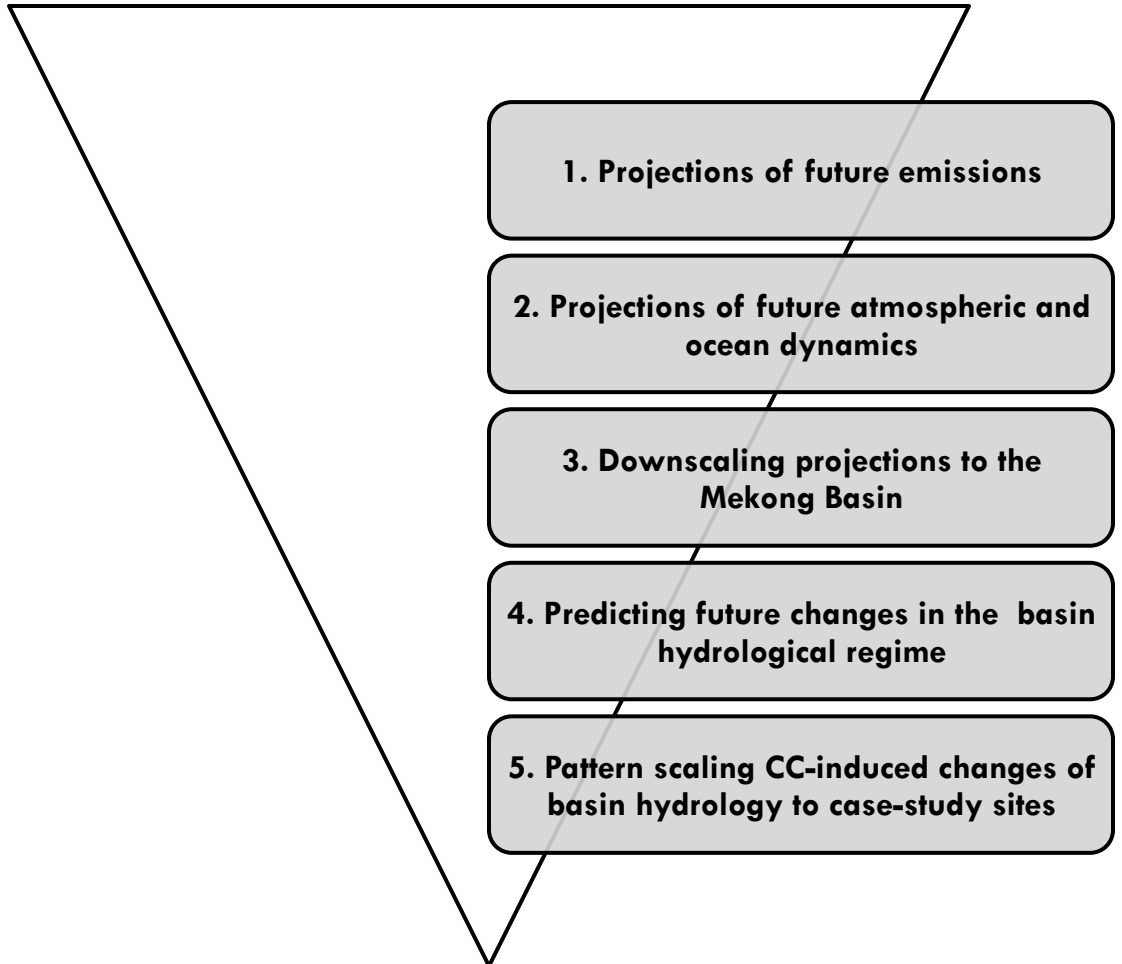 1. Projections of future emissions
2. Projections of future atmospheric and
ocean dynamics
3. Downscaling projections to the
Mekong Basin
4. Predicting future changes in the  basin
hydrological regime
5. Pattern scaling CC-induced changes of
basin hydrology to case-study sites